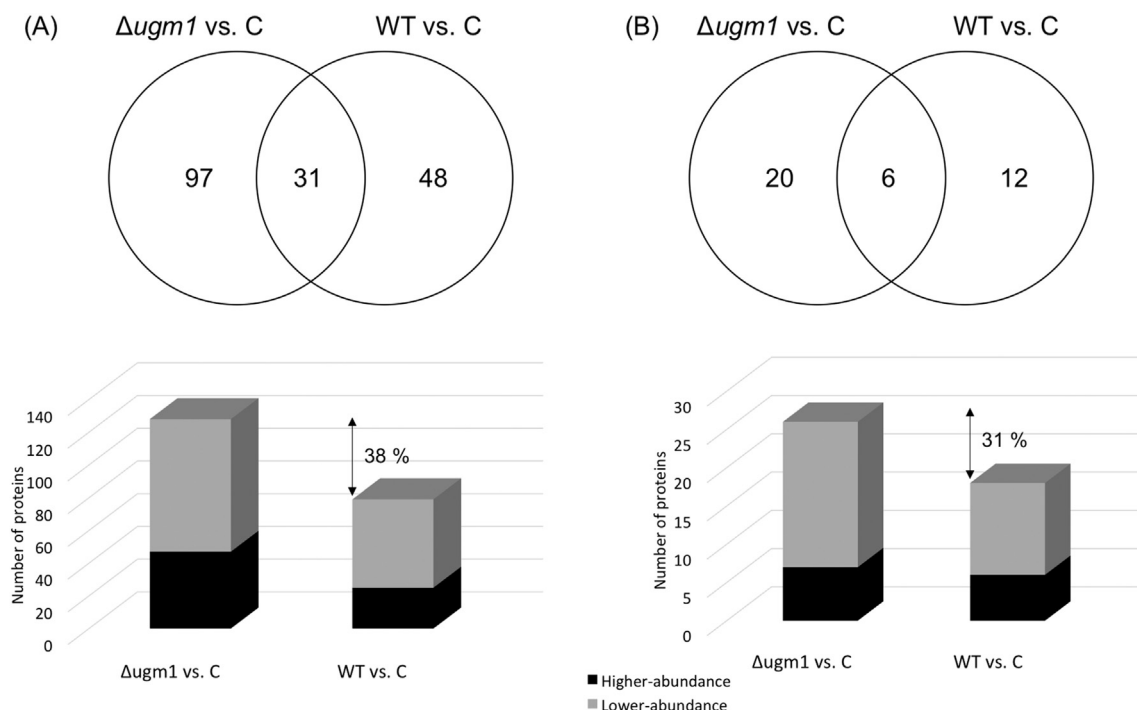 (A)
Δugm1 vs. C
WT vs. C
97
31
48
Number of proteins
140
120
100
80
60
40
20
0
38 %
Δugm1 vs. C
WT vs. C
(B)
Δugm1 vs. C
WT vs. C
20
6
12
Number of proteins
30
25
20
15
10
5
0
31 %
Δugm1 vs. C
WT vs. C
Higher-abundance
Lower-abundance